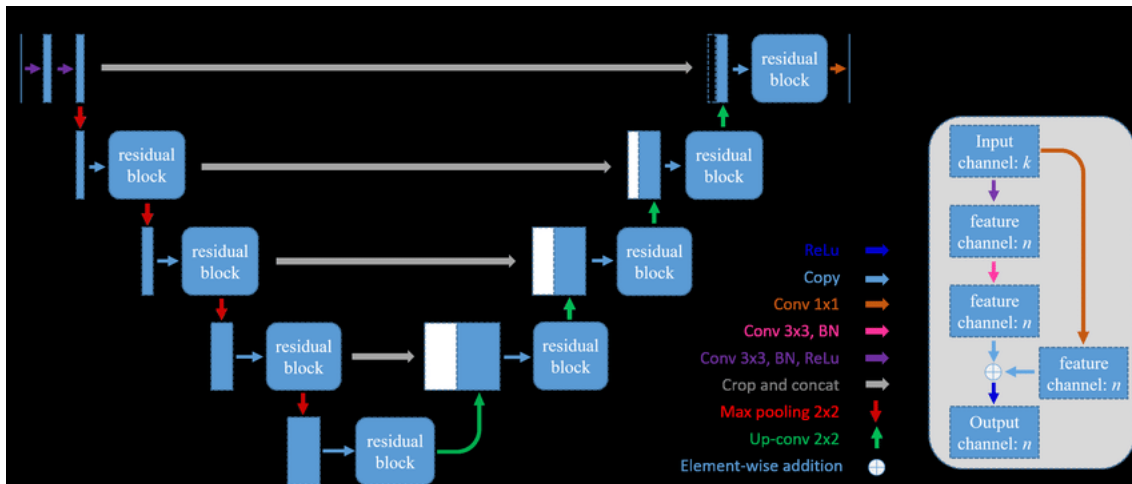 residual
block
residual
block
residual
block
residual
block
residual
block
residual
block
residual
block
residual
block
residual
block
ReLu
Copy
Conv 1x1
Conv 3x3, BN
Conv 3x3, BN, ReLu
Crop and concat
Max pooling 2x2
Up-conv 2x2
Element-wise addition
Input
channel: k
feature
channel: n
feature
channel: n
feature
channel: n
Output
channel: n